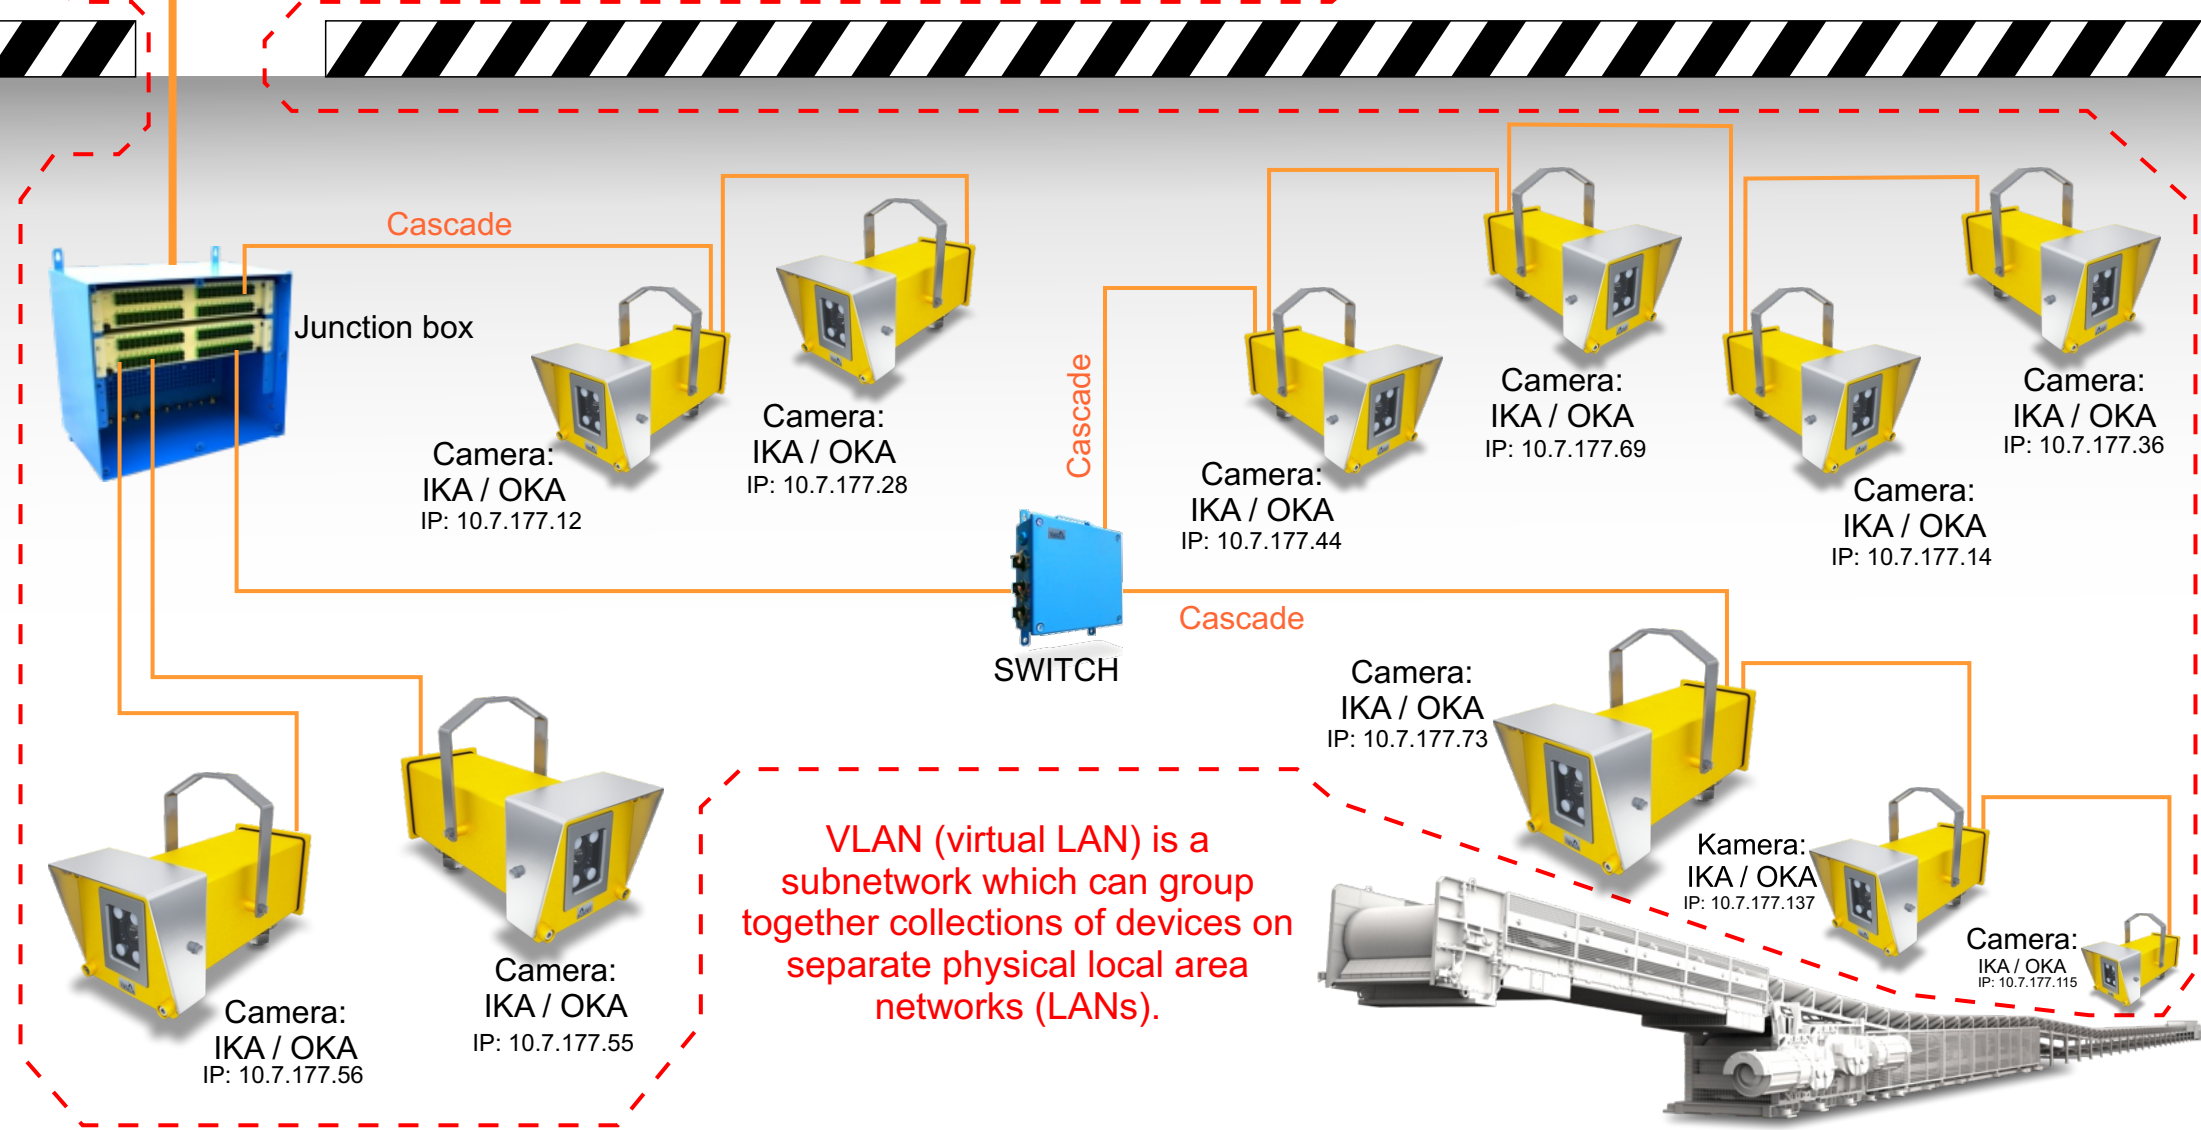 Cascade
Junction box
Camera:
IKA / OKA
IP: 10.7.177.12
Camera:
IKA / OKA
IP: 10.7.177.28
Cascade
Camera:
IKA / OKA
IP: 10.7.177.44
Camera:
IKA / OKA
IP: 10.7.177.69
Camera:
IKA / OKA
IP: 10.7.177.14
Camera:
IKA / OKA
IP: 10.7.177.36
SWITCH
Cascade
Camera:
IKA / OKA
IP: 10.7.177.73
Kamera:
IKA / OKA
IP: 10.7.177.137
Camera:
IKA / OKA
IP: 10.7.177.115
Camera:
IKA / OKA
IP: 10.7.177.56
Camera:
IKA / OKA
IP: 10.7.177.55
VLAN (virtual LAN) is a
subnetwork which can group
together collections of devices on
separate physical local area
networks (LANs).